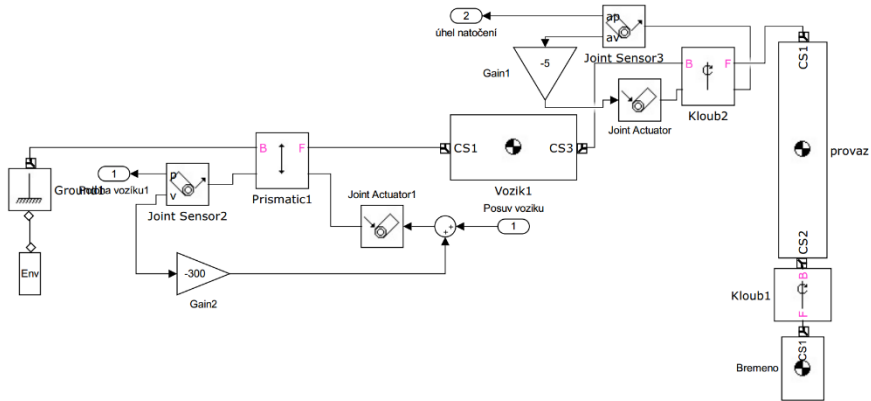 2
úhel natočení
ap
av
Joint Sensor3
-5
Gain1
Joint Actuator
B
F
Kloub2
CS1
provaz
CS2
B
F
Kloub1
CS1
Bremeno
CS1
CS3
Vozik1
B
F
Prismatic1
Ground1
Env
1
p
v
Joint Sensor2
-300
Gain2
Joint Actuator1
+
+
Posuv voziku
1